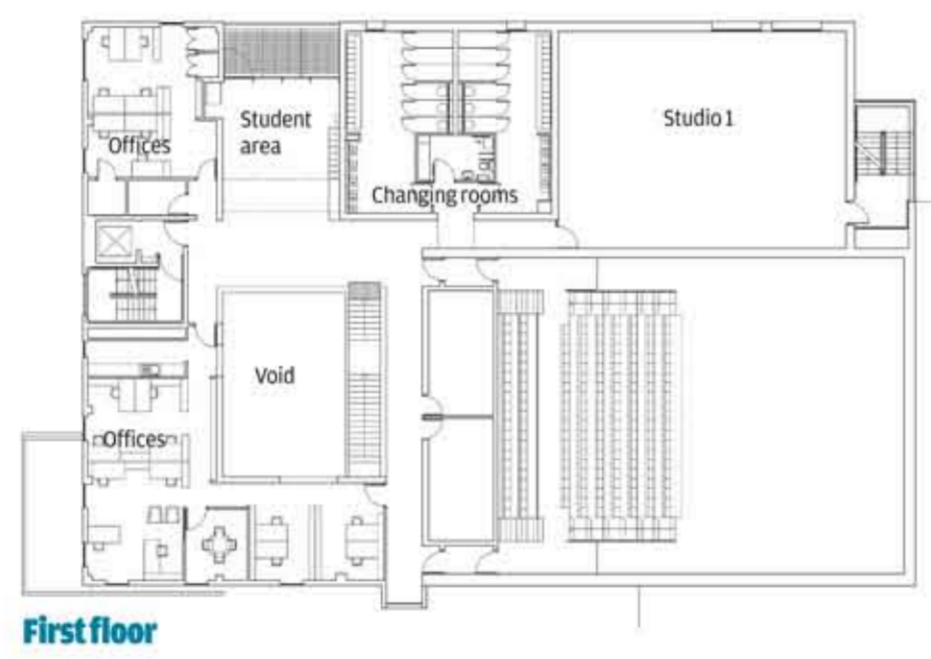 Student
area
Studio 1
Offices
Changing rooms
Void
Offices
First floor